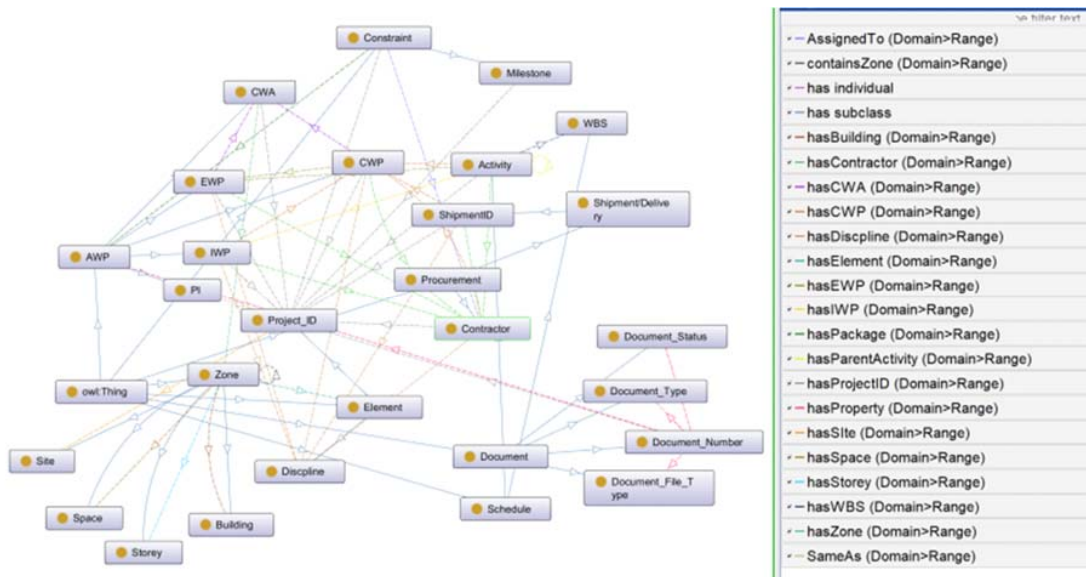 Constraint
Milestone
CWA
WBS
CWP
Activity
EWP
Shipment/Delive
ry
ShipmentID
IWP
AWP
Procurement
PI
Project_ID
Contractor
Document_Status
Zone
Document_Type
owl:Thing
Element
Document_Number
Document
Site
Discpline
Document_File_T
ype
Schedule
Space
Building
Storey
filter text
AssignedTo (Domain>Range)
containsZone (Domain>Range)
has individual
has subclass
hasBuilding (Domain>Range)
hasContractor (Domain>Range)
hasCWA (Domain>Range)
hasCWP (Domain>Range)
hasDiscpline (Domain>Range)
hasElement (Domain>Range)
hasEWP (Domain>Range)
hasIWP (Domain>Range)
hasPackage (Domain>Range)
hasParentActivity (Domain>Range)
hasProjectID (Domain>Range)
hasProperty (Domain>Range)
hasSIte (Domain>Range)
hasSpace (Domain>Range)
hasStorey (Domain>Range)
hasWBS (Domain>Range)
hasZone (Domain>Range)
SameAs (Domain>Range)